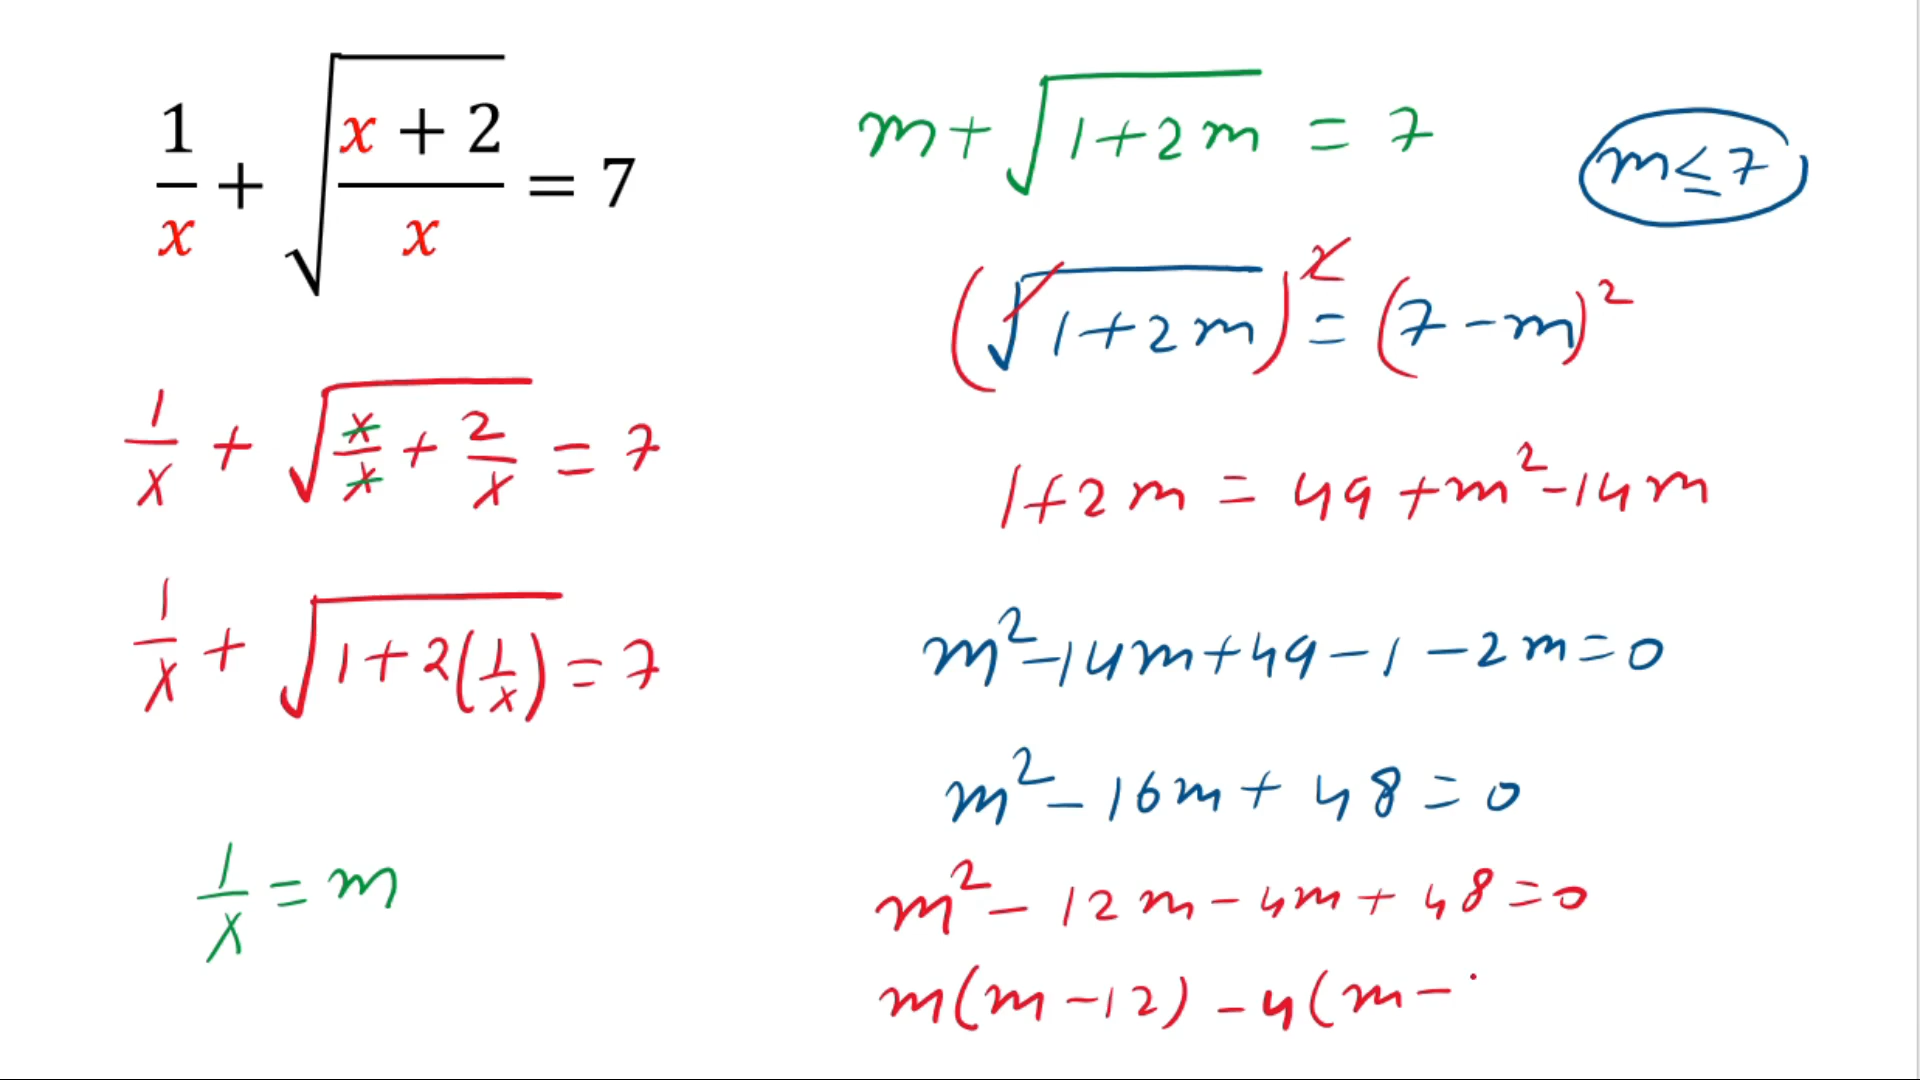 1/x + √((x + 2)/x) = 7
1/x + √(x/x + 2/x) = 7
1/x + √(1+2(1/x)) = 7
1/x = m
m+√(1+2m) = 7
m≤7
(√(1+2m))² = (7-m)²
1+2m = 49+m²-14m
m²-14m+49-1-2m=0
m²-16m+48=0
m²-12m-4m+48=0
m(m-12)-4(m-